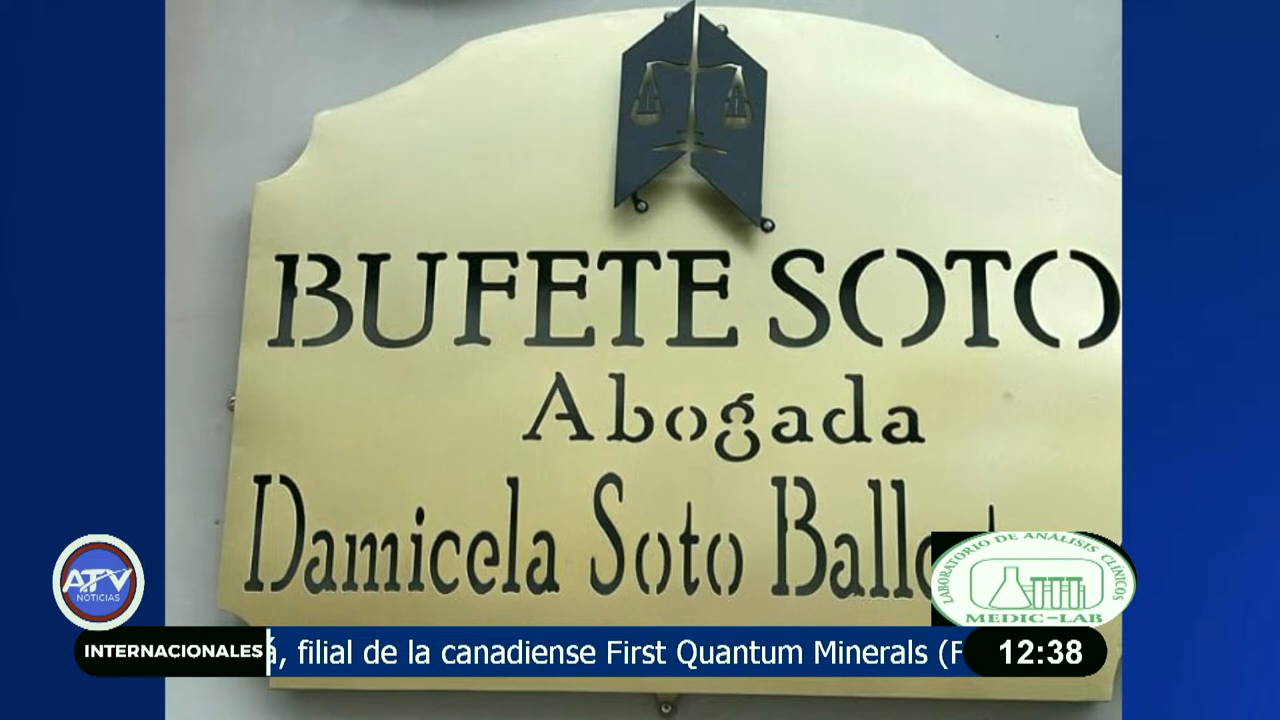 BUFETE SOTO
Abogada
Damicela Soto
LABORATORIO DE ANÁLISIS CLÍNICOS
MEDIC-LAB
ATV
NOTICIAS
INTERNACIONALES
filial de la canadiense First Quantum Minerals
12:38